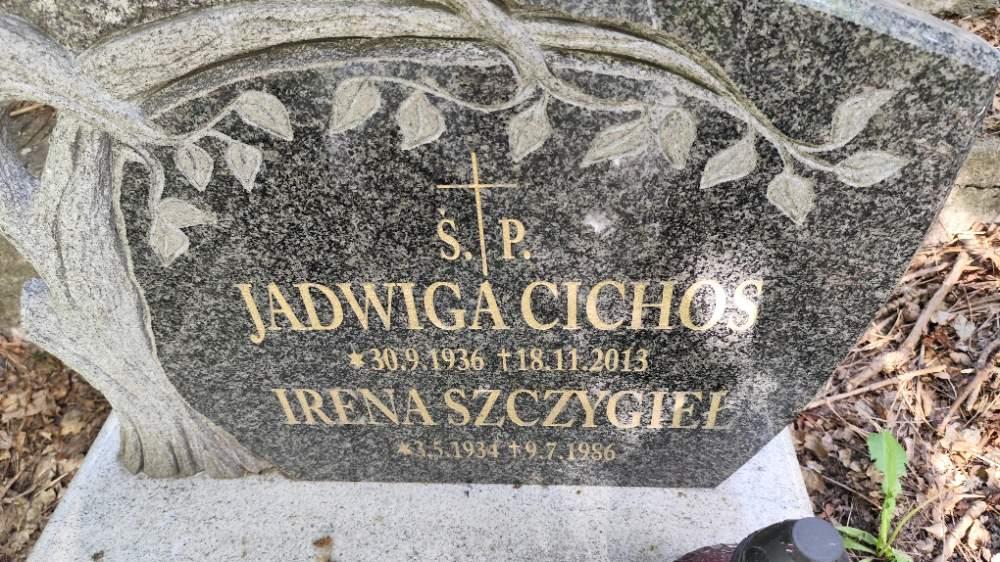 Ś. P.
JADWIGA CICHOS
*30.9.1936 †18.11.2013
IRENA SZCZYGIEŁ
*3.5.1934 †9.7.1986